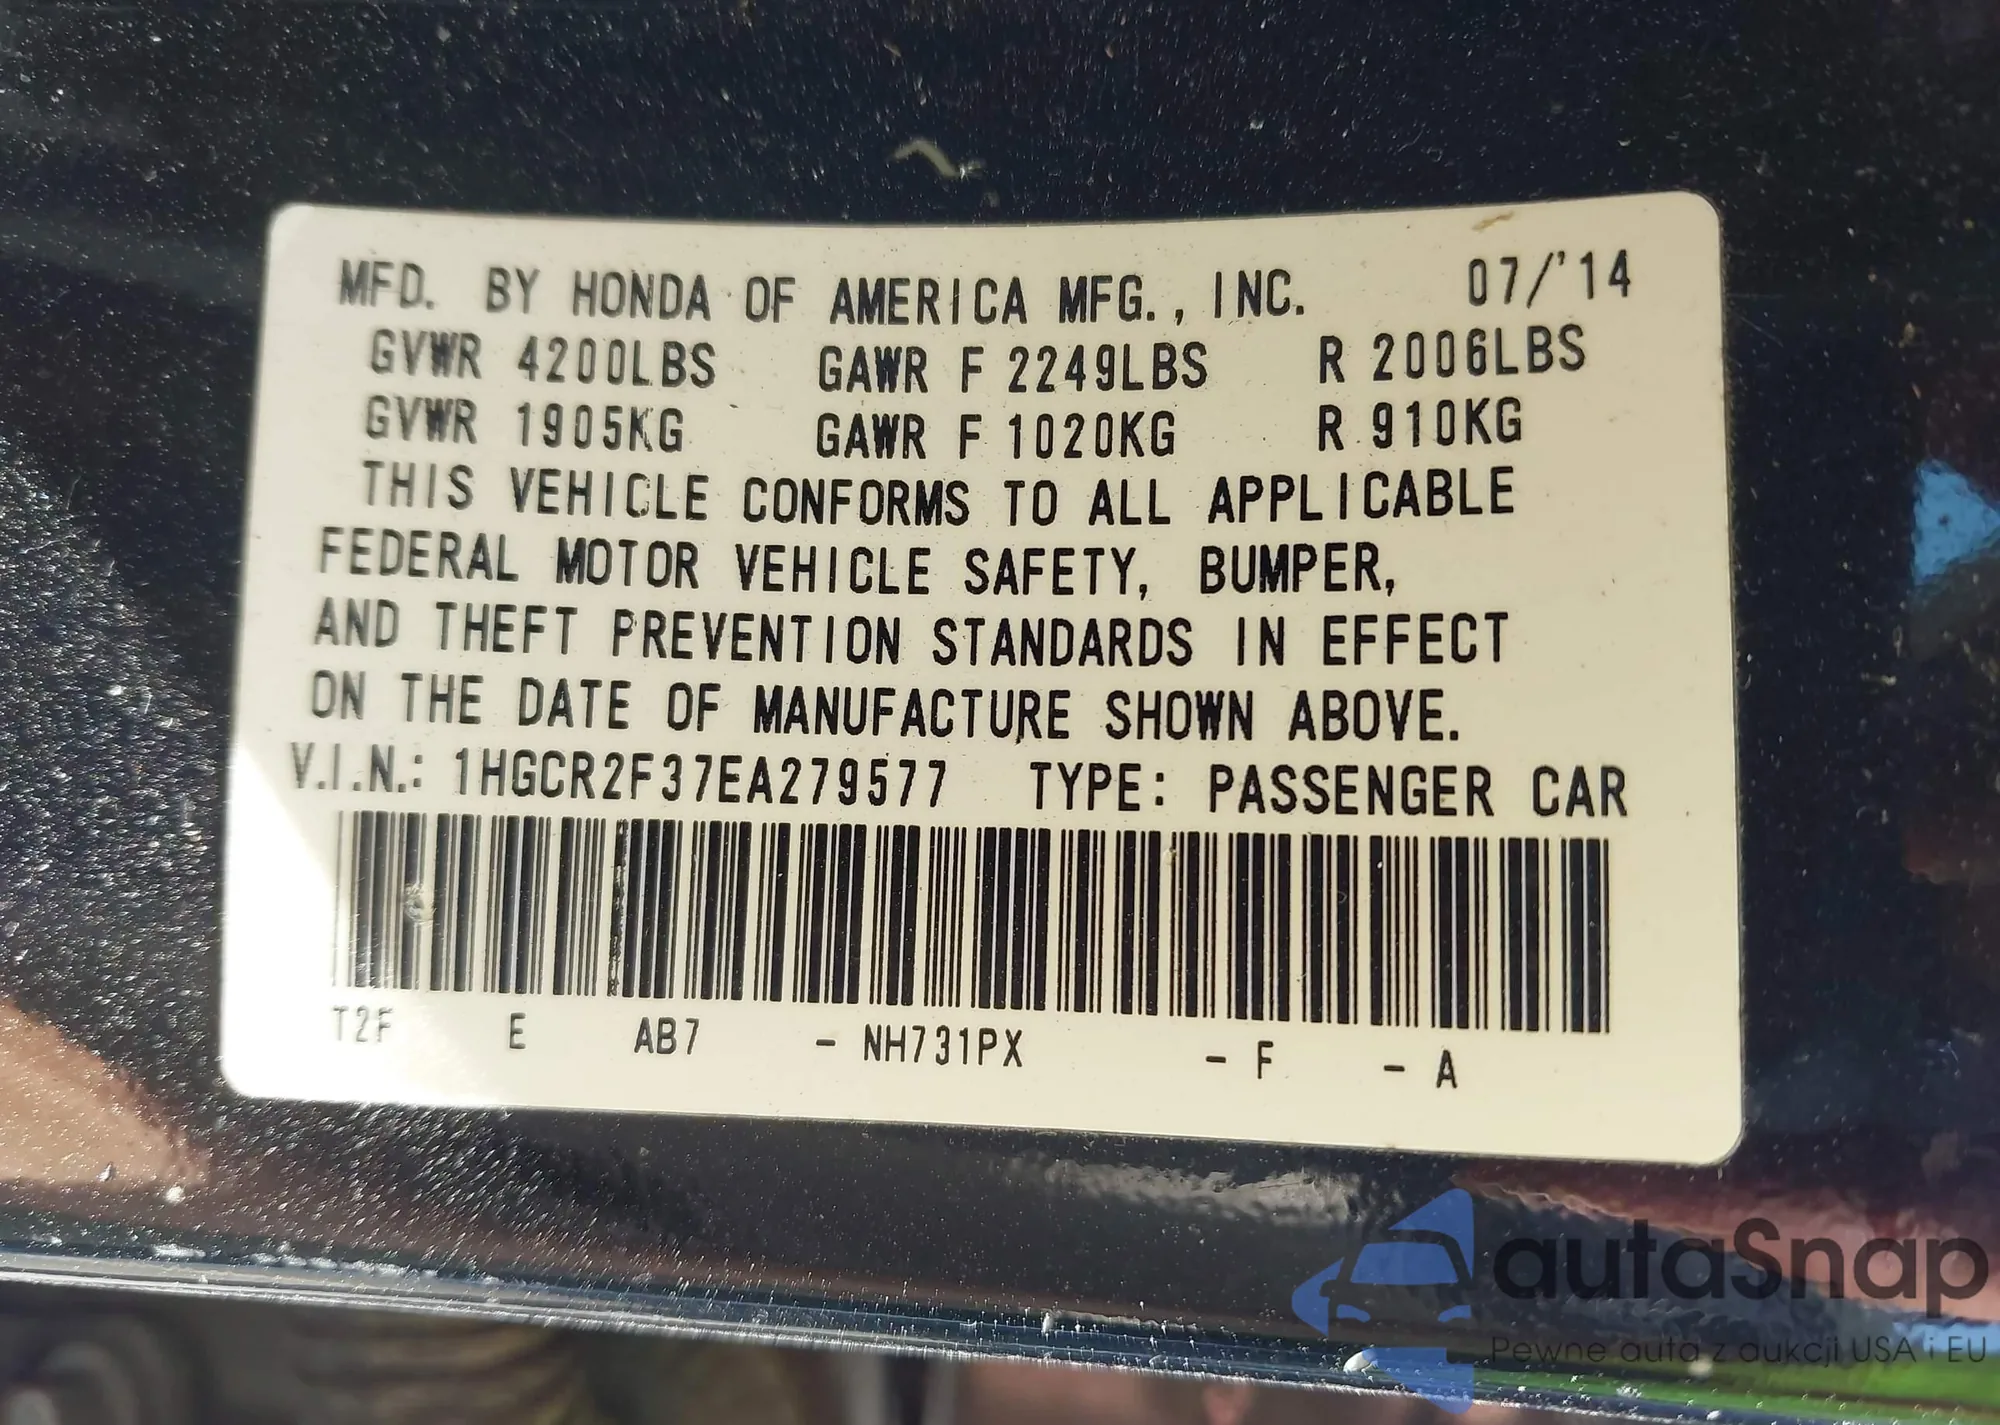 MFD. BY HONDA OF AMERICA MFG., INC. 07/'14
GVWR 4200LBS GAWR F 2249LBS R 2006LBS
GVWR 1905KG GAWR F 1020KG R 910KG
THIS VEHICLE CONFORMS TO ALL APPLICABLE
FEDERAL MOTOR VEHICLE SAFETY, BUMPER,
AND THEFT PREVENTION STANDARDS IN EFFECT
ON THE DATE OF MANUFACTURE SHOWN ABOVE.
V.I.N.: 1HGCR2F37EA279577 TYPE: PASSENGER CAR
T2F E AB7 - NH731PX - F - A
autaSnap
Pewne auta z aukcji USA i EU